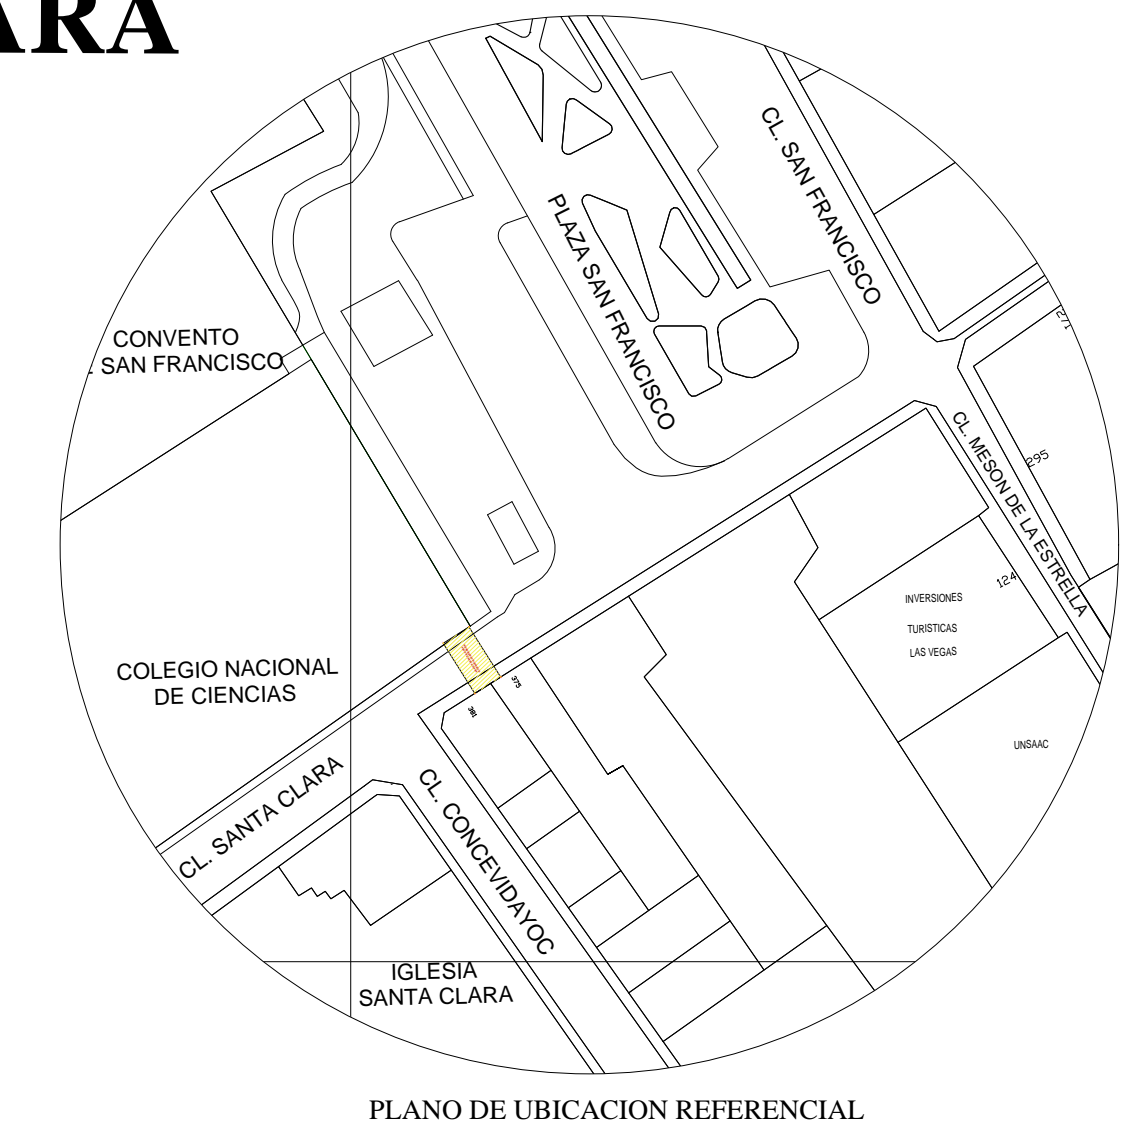 ARA
CL. SAN FRANCISCO
PLAZA SAN FRANCISCO
CONVENTO
SAN FRANCISCO
271
295
CL. MESON DE LA ESTRELLA
124
INVERSIONES
TURISTICAS
LAS VEGAS
UNSAAC
COLEGIO NACIONAL
DE CIENCIAS
375
381
CL. SANTA CLARA
CL. CONCEVIDAYOC
IGLESIA
SANTA CLARA
PLANO DE UBICACION REFERENCIAL